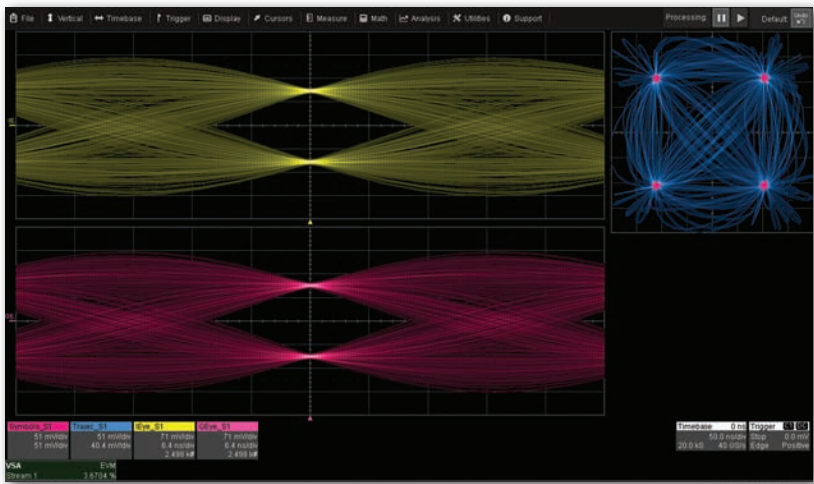 File Vertical Timebase Trigger Display Cursors Measure Math Analysis Utilities Support
Processing: Default Undo
Symbols_S1 Trajec_S1 IEye_S1 QEye_S1
51 mV/div 51 mV/div 71 mV/div 71 mV/div
51 mV/div 40.4 mV/div 6.4 ns/div 6.4 ns/div
2.498 k# 2.498 k#
VSA EVM
Stream 1 3.6704 %
Timebase 0 ns Trigger
50.0 ns/div Stop 0.0 mV
20.0 kS 40 GS/s Edge Positive